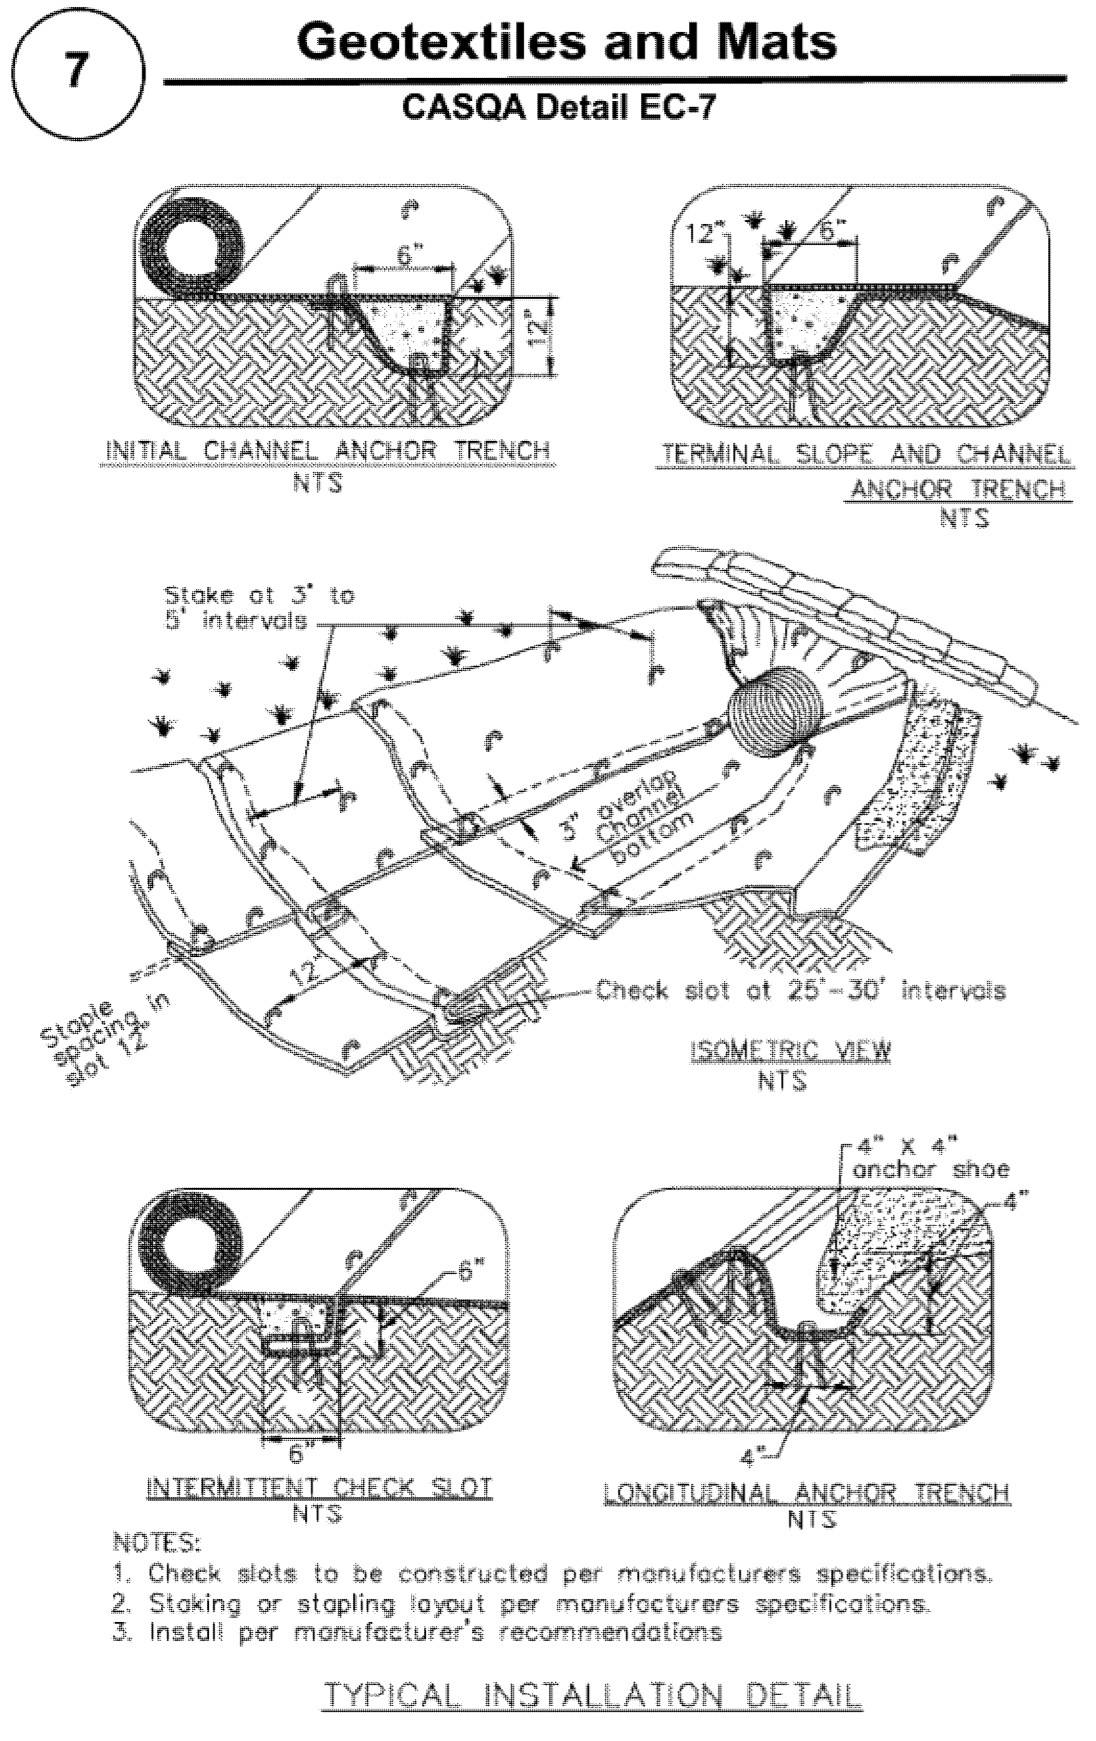 7
Geotextiles and Mats
CASQA Detail EC-7
6"
12"
INITIAL CHANNEL ANCHOR TRENCH
NTS
12"
6"
TERMINAL SLOPE AND CHANNEL
ANCHOR TRENCH
NTS
Stake at 3' to
5' intervals
3" overlap
Channel
bottom
12"
Staple
spacing in
slot 12"
Check slot at 25'-30' intervals
ISOMETRIC VIEW
NTS
6"
6"
INTERMITTENT CHECK SLOT
NTS
4" X 4"
anchor shoe
4"
4"
LONGITUDINAL ANCHOR TRENCH
NTS
NOTES:
1. Check slots to be constructed per manufacturers specifications.
2. Staking or stapling layout per manufacturers specifications.
3. Install per manufacturer's recommendations
TYPICAL INSTALLATION DETAIL